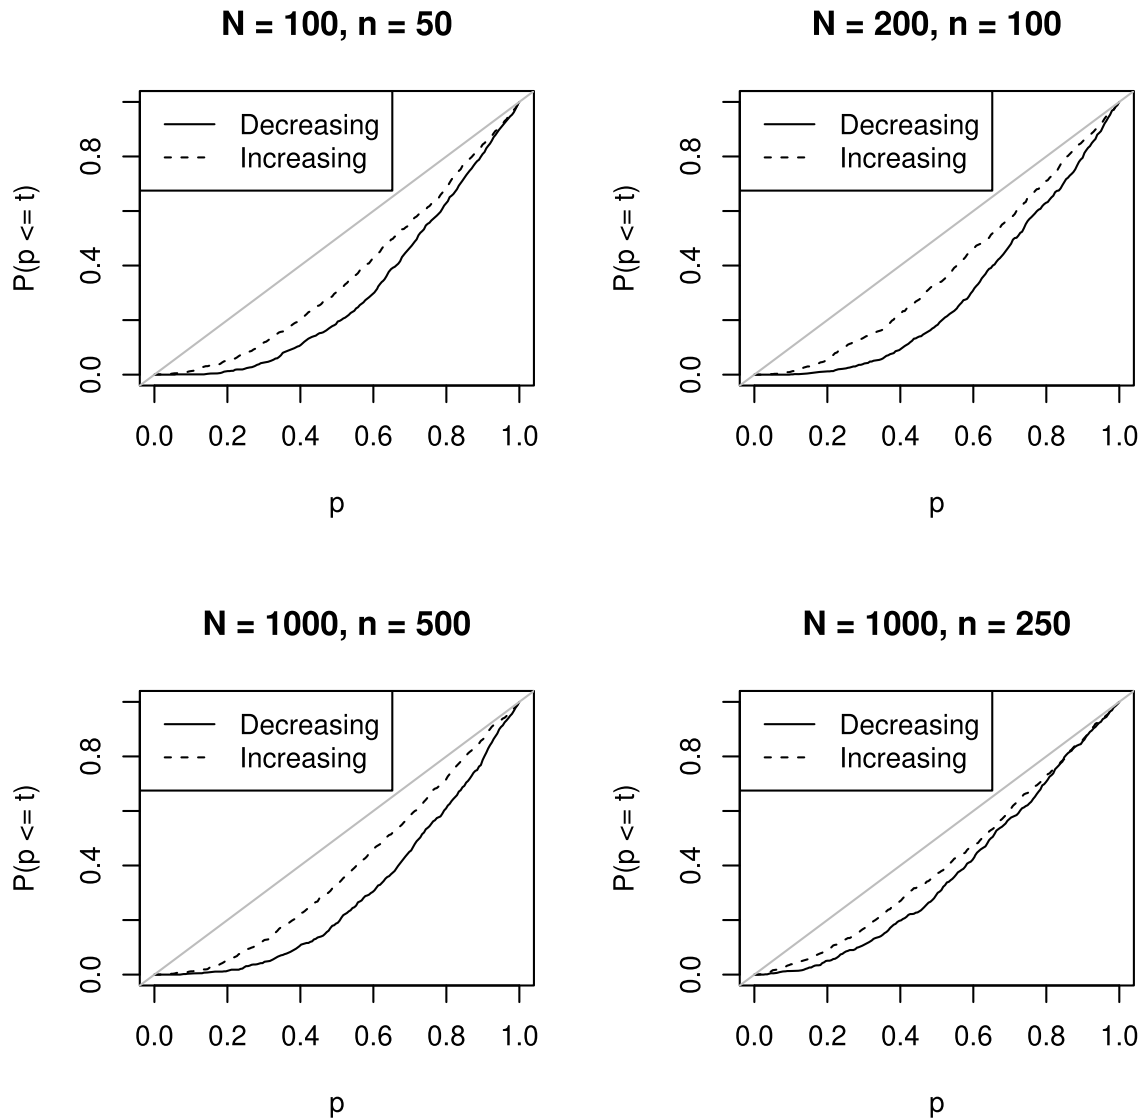 N = 100, n = 50
P(p <= t)
0.0 0.4 0.8
Decreasing
Increasing
0.0 0.2 0.4 0.6 0.8 1.0
p
N = 200, n = 100
P(p <= t)
0.0 0.4 0.8
Decreasing
Increasing
0.0 0.2 0.4 0.6 0.8 1.0
p
N = 1000, n = 500
P(p <= t)
0.0 0.4 0.8
Decreasing
Increasing
0.0 0.2 0.4 0.6 0.8 1.0
p
N = 1000, n = 250
P(p <= t)
0.0 0.4 0.8
Decreasing
Increasing
0.0 0.2 0.4 0.6 0.8 1.0
p